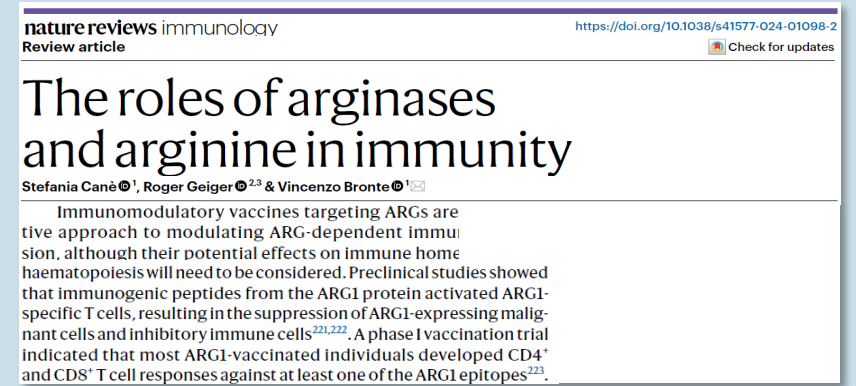 nature reviews immunology
https://doi.org/10.1038/s41577-024-01098-2
Review article
Check for updates
The roles of arginases
and arginine in immunity
Stefania Canè 1, Roger Geiger 2,3 & Vincenzo Bronte 1
Immunomodulatory vaccines targeting ARGs are
tive approach to modulating ARG-dependent immu
sion, although their potential effects on immune home
haematopoiesis will need to be considered. Preclinical studies showed
that immunogenic peptides from the ARG1 protein activated ARG1-
specific T cells, resulting in the suppression of ARG1-expressing malig-
nant cells and inhibitory immune cells221,222. A phase I vaccination trial
indicated that most ARG1-vaccinated individuals developed CD4+
and CD8+ T cell responses against at least one of the ARG1 epitopes223.